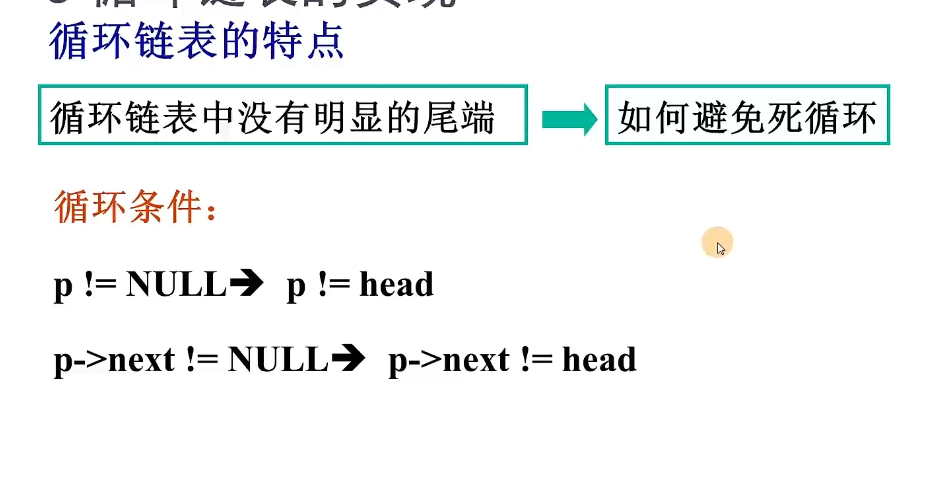 循环链表的特点
循环链表中没有明显的尾端
如何避免死循环
循环条件：
p != NULL➔ p != head
p->next != NULL➔ p->next != head